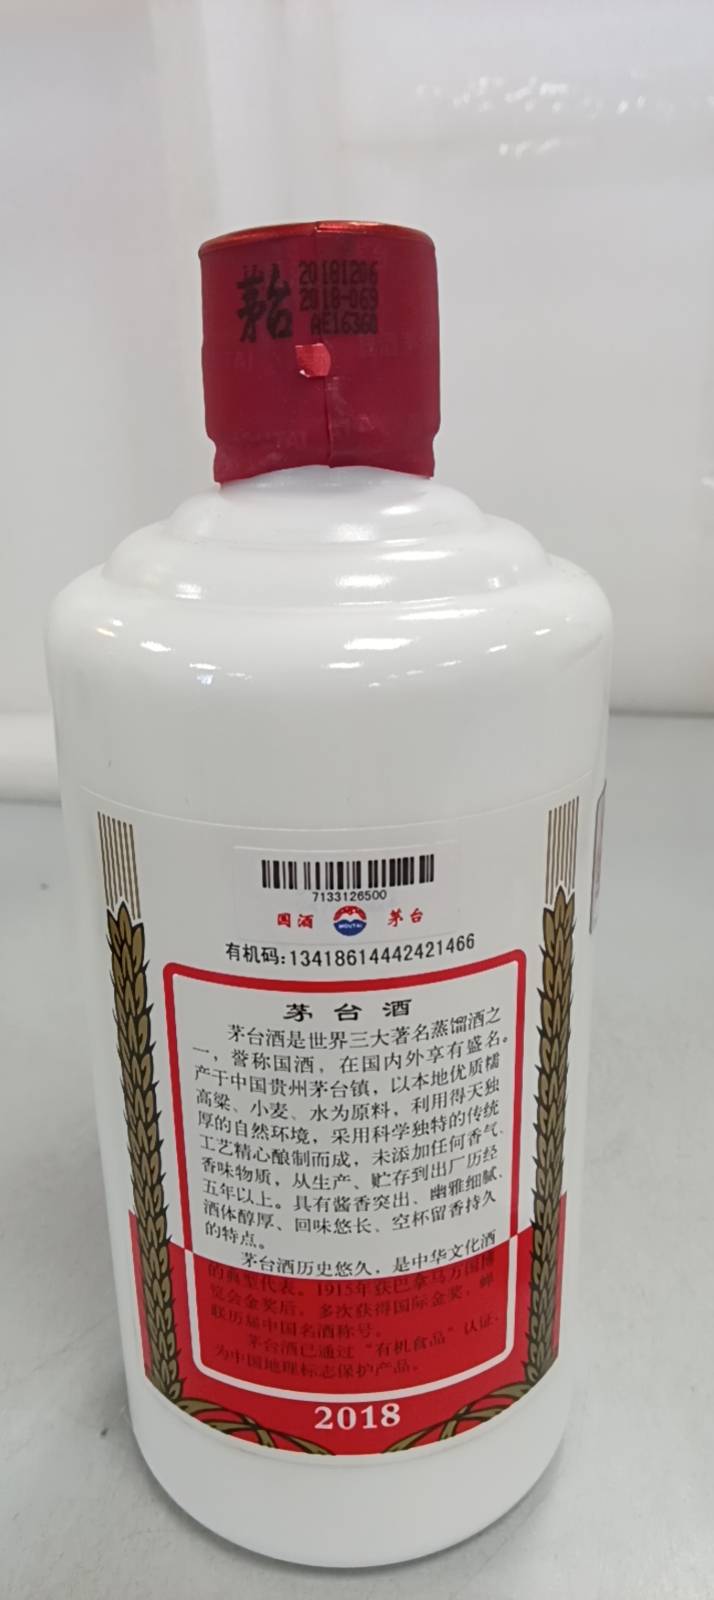 茅台
20181206
2018-069
AE16360
7133126500
国酒 MOUTAI 茅台
有机码:13418614442421466
茅台酒
茅台酒是世界三大著名蒸馏酒之
一，誉称国酒，在国内外享有盛名。
产于中国贵州茅台镇，以本地优质糯
高粱、小麦、水为原料，利用得天独
厚的自然环境，采用科学独特的传统
工艺精心酿制而成，未添加任何香气、
香味物质，从生产、贮存到出厂历经
五年以上。具有酱香突出、幽雅细腻、
酒体醇厚、回味悠长、空杯留香持久
的特点。
茅台酒历史悠久，是中华文化酒
的典型代表。1915年获巴拿马万国博
览会金奖后，多次获得国际金奖，蝉
联历届中国名酒称号。
茅台酒已通过“有机食品”认证，
为中国地理标志保护产品。
2018